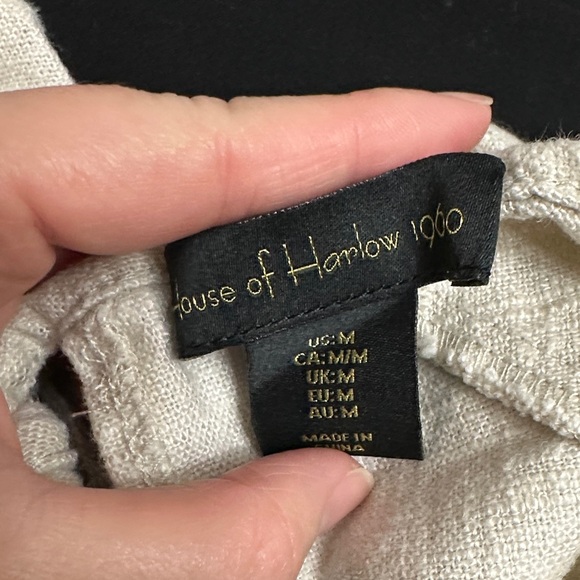 House of Harlow 1960
US:M
CA:M/M
UK:M
EU:M
AU:M
MADE IN
CHINA